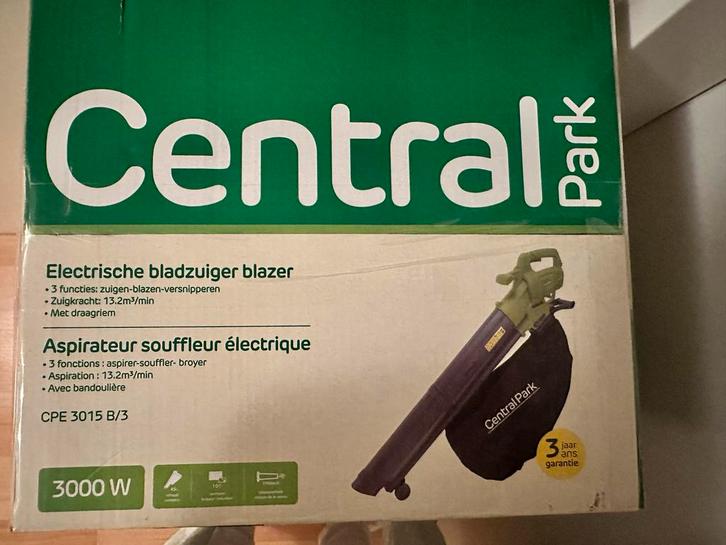 Central
Park
Electrische bladzuiger blazer
• 3 functies: zuigen-blazen-versnipperen
• Zuigkracht: 13.2m³/min
• Met draagriem
Aspirateur souffleur électrique
• 3 fonctions : aspirer-souffler- broyer
• Aspiration : 13.2m³/min
• Avec bandoulière
CPE 3015 B/3
Central Park
3 jaar
ans
garantie
3000 W